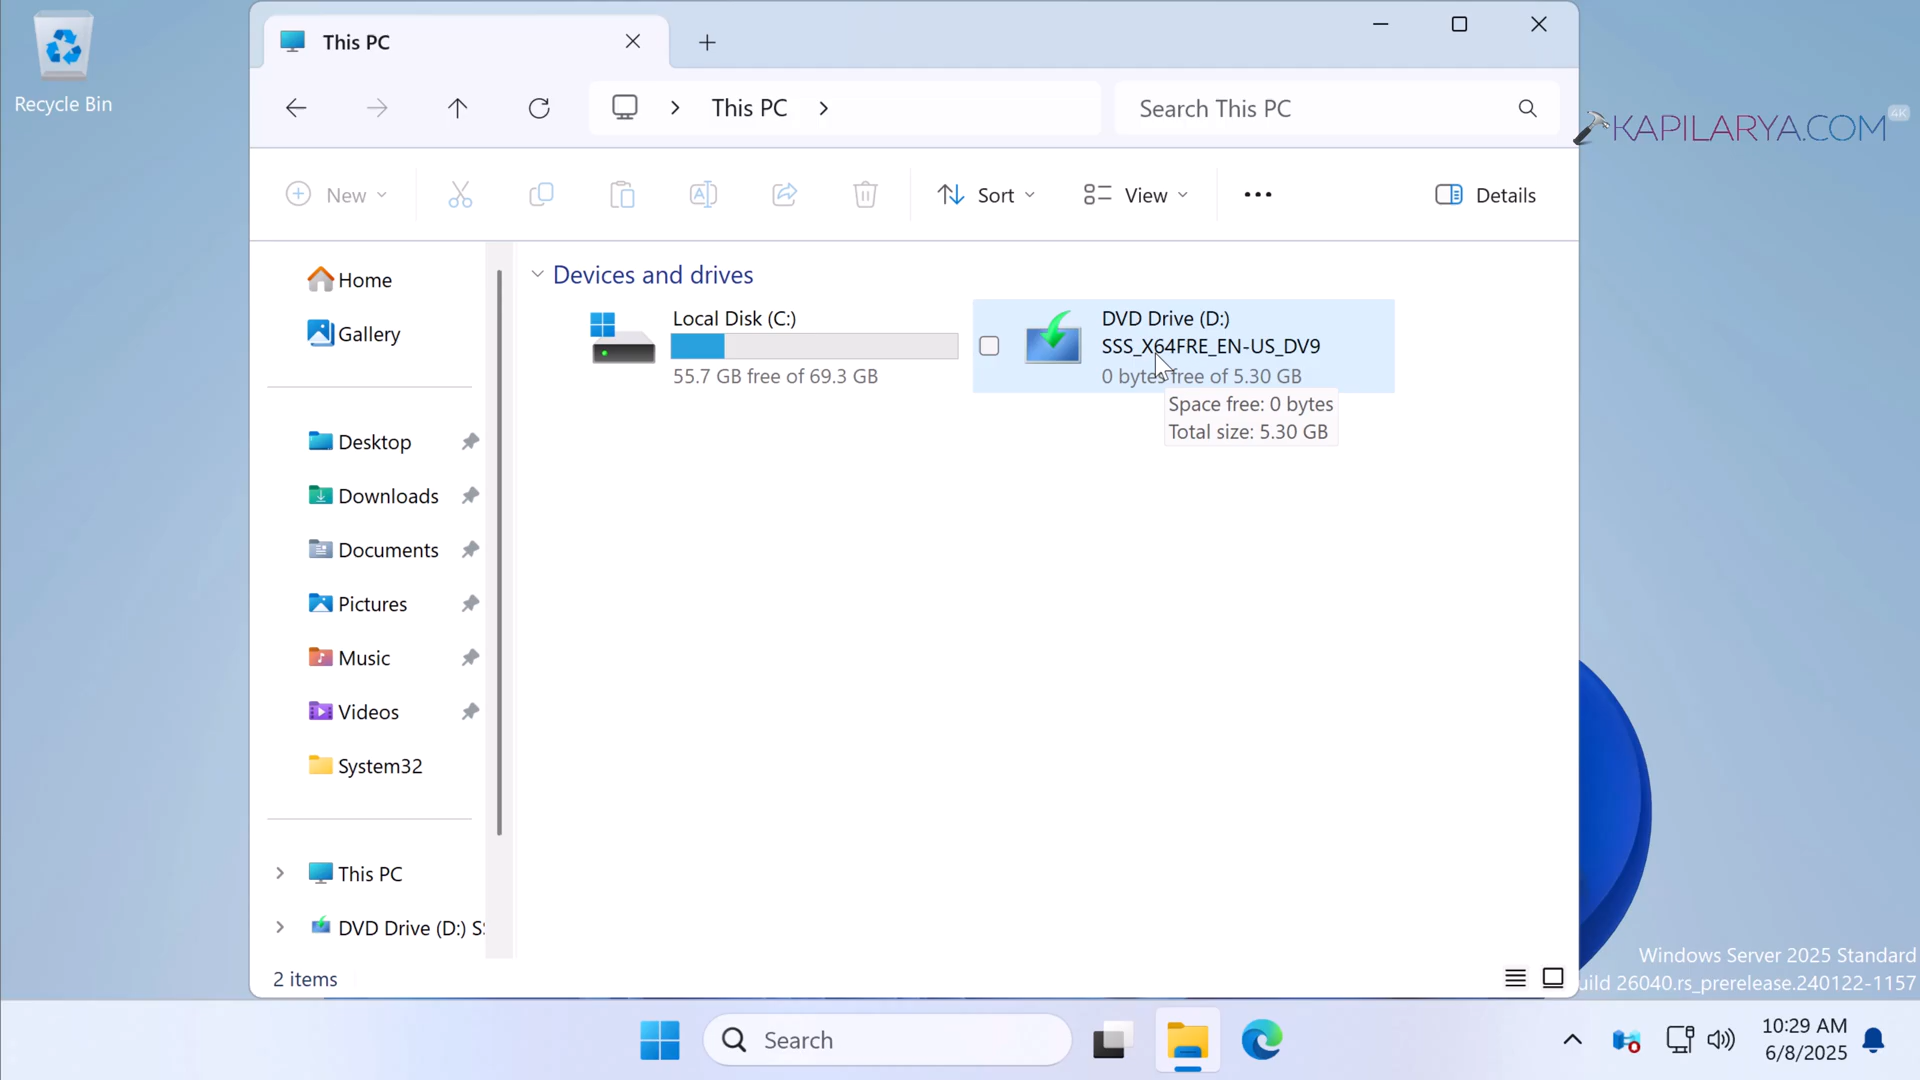 Recycle Bin
This PC
This PC
Search This PC
4K
KAPILARYA.COM
New
Sort
View
Details
Home
Gallery
Desktop
Downloads
Documents
Pictures
Music
Videos
System32
This PC
DVD Drive (D:) S
Devices and drives
Local Disk (C:)
55.7 GB free of 69.3 GB
DVD Drive (D:)
SSS_X64FRE_EN-US_DV9
0 bytes free of 5.30 GB
Space free: 0 bytes
Total size: 5.30 GB
2 items
Windows Server 2025 Standard
uild 26040.rs_prerelease.240122-1157
Search
10:29 AM
6/8/2025